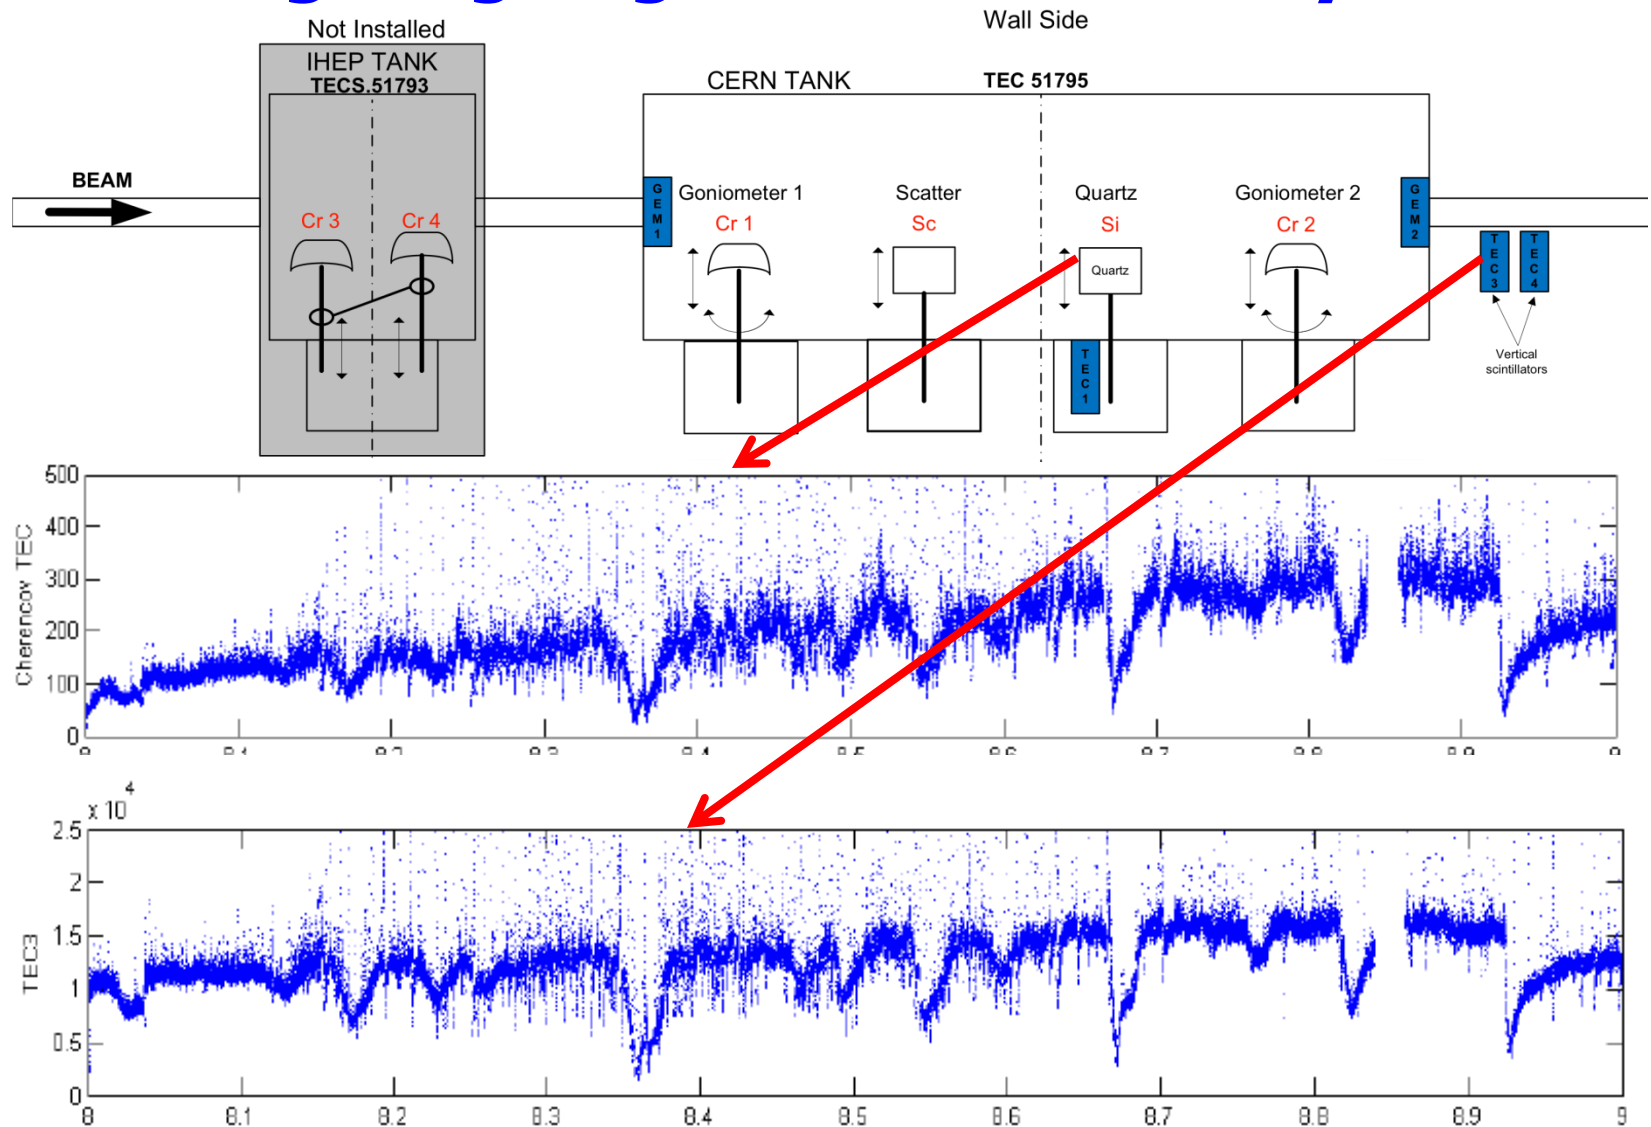 Wall Side
Not Installed
IHEP TANK
TECS.51793
CERN TANK
TEC 51795
BEAM
Cr 3
Cr 4
GEM1
Goniometer 1
Cr 1
Scatter
Sc
Quartz
Si
Quartz
Goniometer 2
Cr 2
GEM2
TEC3
TEC4
TEC1
Vertical
scintillators
Cherencov TEC
500
400
300
200
100
0
x 10^4
TEC3
2.5
2
1.5
1
0.5
0
8 8.1 8.2 8.3 8.4 8.5 8.6 8.7 8.8 8.9 9